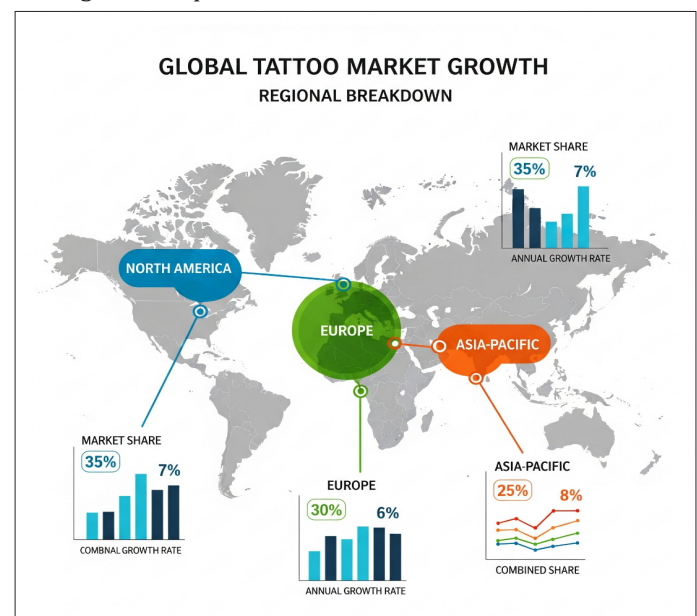 GLOBAL TATTOO MARKET GROWTH
REGIONAL BREAKDOWN
MARKET SHARE
35%
7%
ANNUAL GROWTH RATE
NORTH AMERICA
EUROPE
ASIA-PACIFIC
MARKET SHARE
35%
7%
COMBNAL GROWTH RATE
EUROPE
30%
6%
ANNUAL GROWTH RATE
ASIA-PACIFIC
25%
8%
COMBINED SHARE